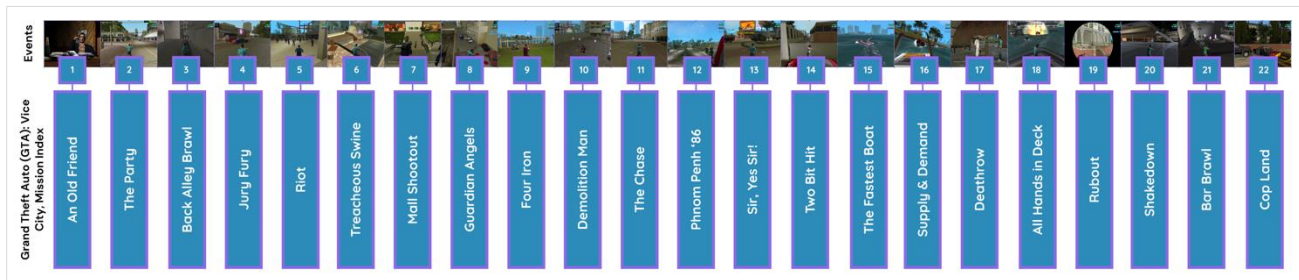 Events
1
2
3
4
5
6
7
8
9
10
11
12
13
14
15
16
17
18
19
20
21
22
Grand Theft Auto (GTA): Vice
City, Mission Index
An Old Friend
The Party
Back Alley Brawl
Jury Fury
Riot
Treacheous Swine
Mall Shootout
Guardian Angels
Four Iron
Demolition Man
The Chase
Phnom Penh '86
Sir, Yes Sir!
Two Bit Hit
The Fastest Boat
Supply & Demand
Deathrow
All Hands in Deck
Rubout
Shakedown
Bar Brawl
Cop Land